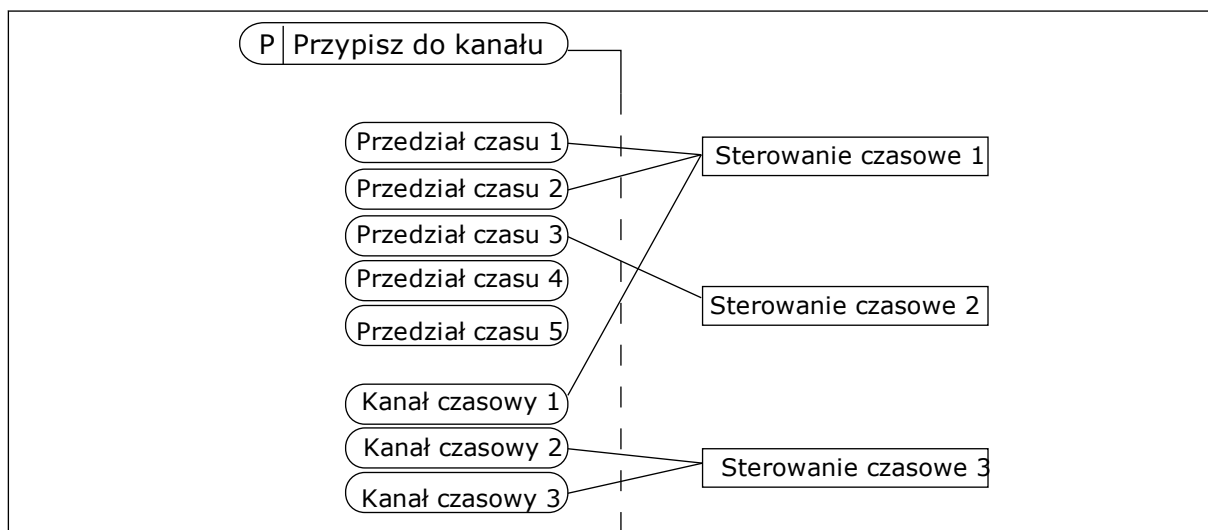 P Przypisz do kanału
Przedział czasu 1
Sterowanie czasowe 1
Przedział czasu 2
Przedział czasu 3
Przedział czasu 4
Sterowanie czasowe 2
Przedział czasu 5
Kanał czasowy 1
Kanał czasowy 2
Sterowanie czasowe 3
Kanał czasowy 3